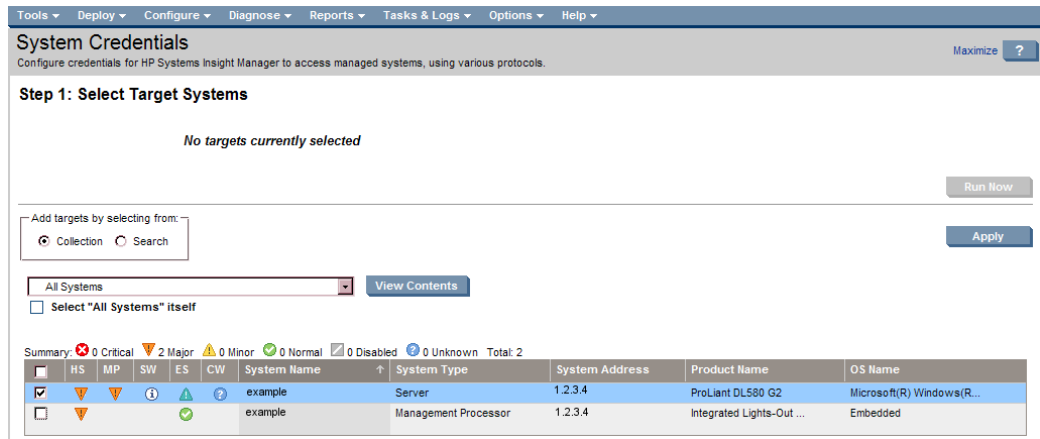 Tools Deploy Configure Diagnose Reports Tasks & Logs Options Help
System Credentials
Maximize ?
Configure credentials for HP Systems Insight Manager to access managed systems, using various protocols.
Step 1: Select Target Systems
No targets currently selected
Run Now
Add targets by selecting from:
Collection Search
Apply
All Systems View Contents
Select "All Systems" itself
Summary: 0 Critical 2 Major 0 Minor 0 Normal 0 Disabled 0 Unknown Total: 2
HS MP SW ES CW System Name System Type System Address Product Name OS Name
example Server 1.2.3.4 ProLiant DL580 G2 Microsoft(R) Windows(R...
example Management Processor 1.2.3.4 Integrated Lights-Out ... Embedded